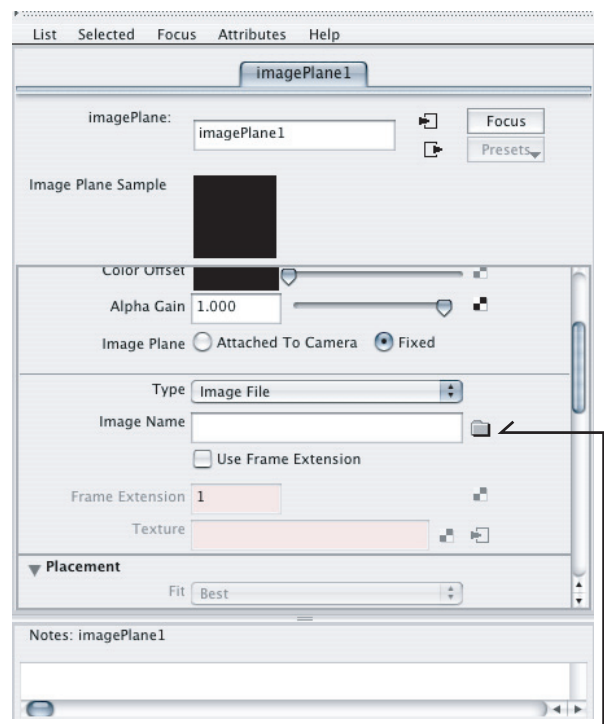 List Selected Focus Attributes Help
imagePlane1
imagePlane: imagePlane1
Focus
Presets
Image Plane Sample
Color Offset
Alpha Gain 1.000
Image Plane Attached To Camera Fixed
Type Image File
Image Name
Use Frame Extension
Frame Extension 1
Texture
Placement
Fit Best
Notes: imagePlane1